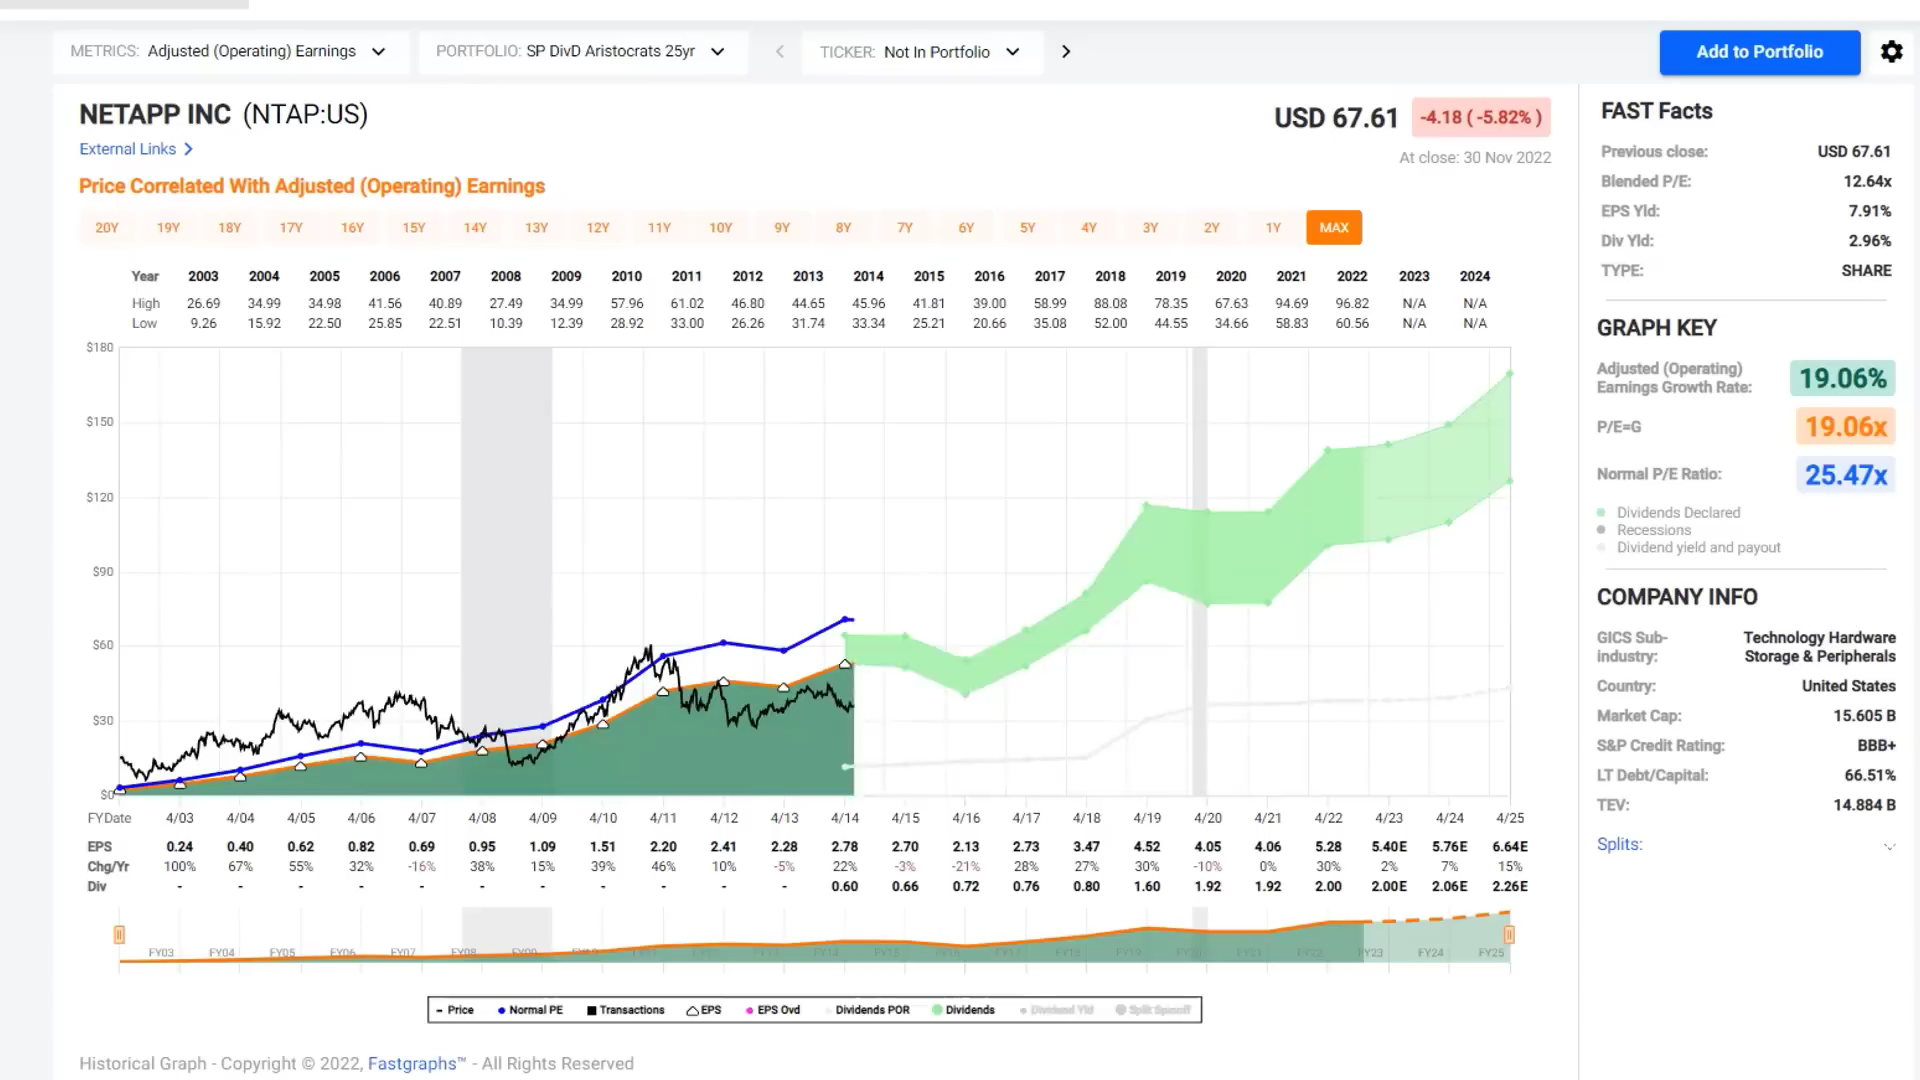 METRICS: Adjusted (Operating) Earnings PORTFOLIO: SP DivD Aristocrats 25yr TICKER: Not In Portfolio Add to Portfolio
NETAPP INC (NTAP:US) USD 67.61 -4.18 ( -5.82% )
External Links At close: 30 Nov 2022
Price Correlated With Adjusted (Operating) Earnings
20Y 19Y 18Y 17Y 16Y 15Y 14Y 13Y 12Y 11Y 10Y 9Y 8Y 7Y 6Y 5Y 4Y 3Y 2Y 1Y MAX
Year 2003 2004 2005 2006 2007 2008 2009 2010 2011 2012 2013 2014 2015 2016 2017 2018 2019 2020 2021 2022 2023 2024
High 26.69 34.99 34.98 41.56 40.89 27.49 34.99 57.96 61.02 46.80 44.65 45.96 41.81 39.00 58.99 88.08 78.35 67.63 94.69 96.82 N/A N/A
Low 9.26 15.92 22.50 25.85 22.51 10.39 12.39 28.92 33.00 26.26 31.74 33.34 25.21 20.66 35.08 52.00 44.55 34.66 58.83 60.56 N/A N/A
$180
$150
$120
$90
$60
$30
$0
FYDate 4/03 4/04 4/05 4/06 4/07 4/08 4/09 4/10 4/11 4/12 4/13 4/14 4/15 4/16 4/17 4/18 4/19 4/20 4/21 4/22 4/23 4/24 4/25
EPS 0.24 0.40 0.62 0.82 0.69 0.95 1.09 1.51 2.20 2.41 2.28 2.78 2.70 2.13 2.73 3.47 4.52 4.05 4.06 5.28 5.40E 5.76E 6.64E
Chg/Yr 100% 67% 55% 32% -16% 38% 15% 39% 46% 10% -5% 22% -3% -21% 28% 27% 30% -10% 0% 30% 2% 7% 15%
Div - - - - - - - - - - - 0.60 0.66 0.72 0.76 0.80 1.60 1.92 1.92 2.00 2.00E 2.06E 2.26E
FY03 FY04 FY05 FY06 FY07 FY08 FY09 FY23 FY24 FY25
Price Normal PE Transactions EPS EPS Ovd Dividends POR Dividends Dividend Yld Split Spinoff
Historical Graph - Copyright © 2022, Fastgraphs™ - All Rights Reserved
FAST Facts
Previous close: USD 67.61
Blended P/E: 12.64x
EPS Yld: 7.91%
Div Yld: 2.96%
TYPE: SHARE
GRAPH KEY
Adjusted (Operating)
Earnings Growth Rate: 19.06%
P/E=G 19.06x
Normal P/E Ratio: 25.47x
Dividends Declared
Recessions
Dividend yield and payout
COMPANY INFO
GICS Sub- Technology Hardware
industry: Storage & Peripherals
Country: United States
Market Cap: 15.605 B
S&P Credit Rating: BBB+
LT Debt/Capital: 66.51%
TEV: 14.884 B
Splits: